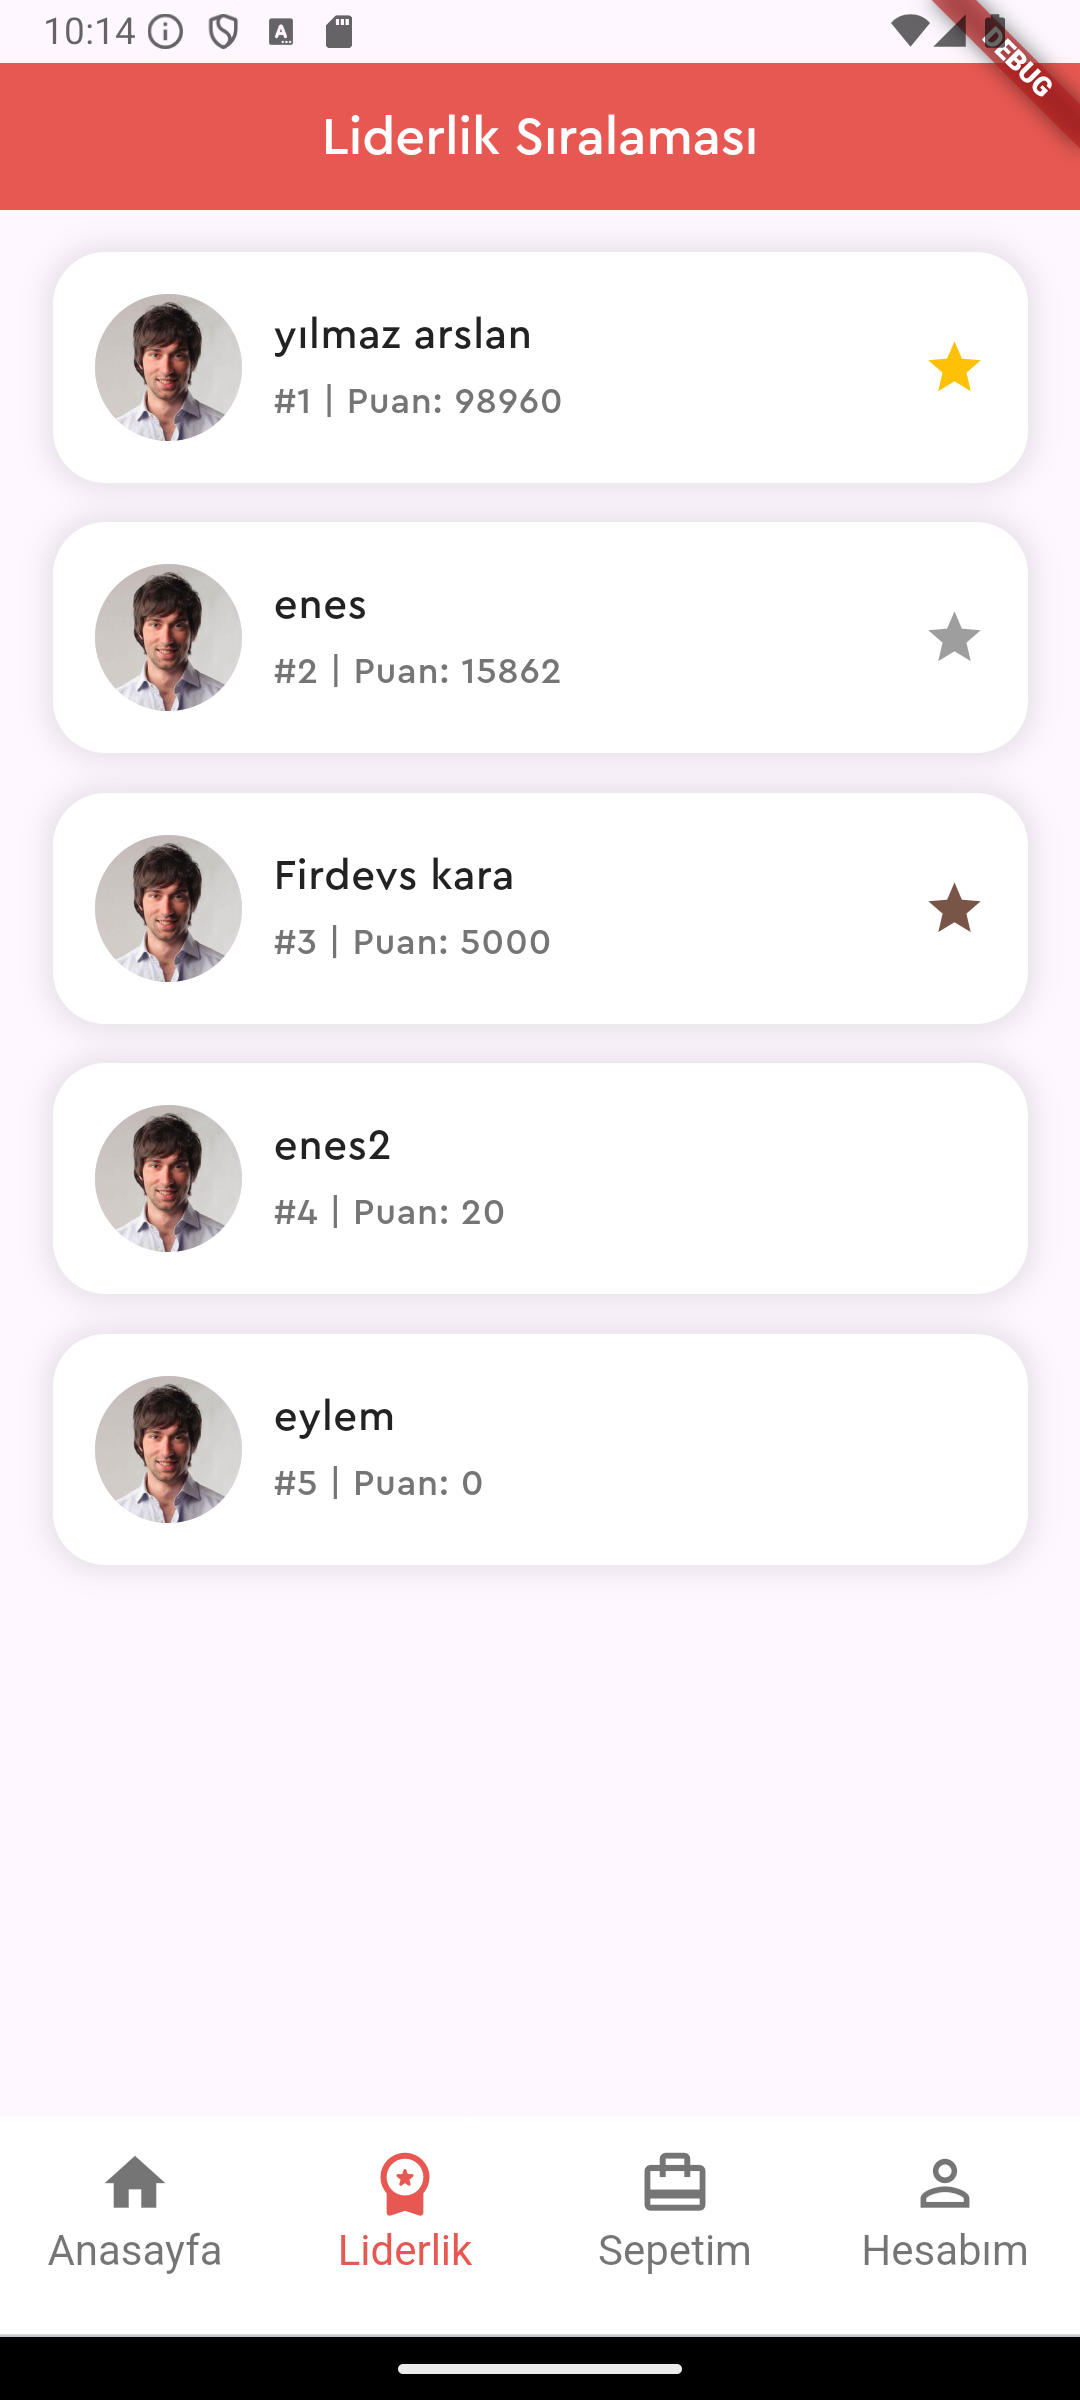 10:14
DEBUG
Liderlik Sıralaması
yılmaz arslan
#1 | Puan: 98960
enes
#2 | Puan: 15862
Firdevs kara
#3 | Puan: 5000
enes2
#4 | Puan: 20
eylem
#5 | Puan: 0
Anasayfa Liderlik Sepetim Hesabım